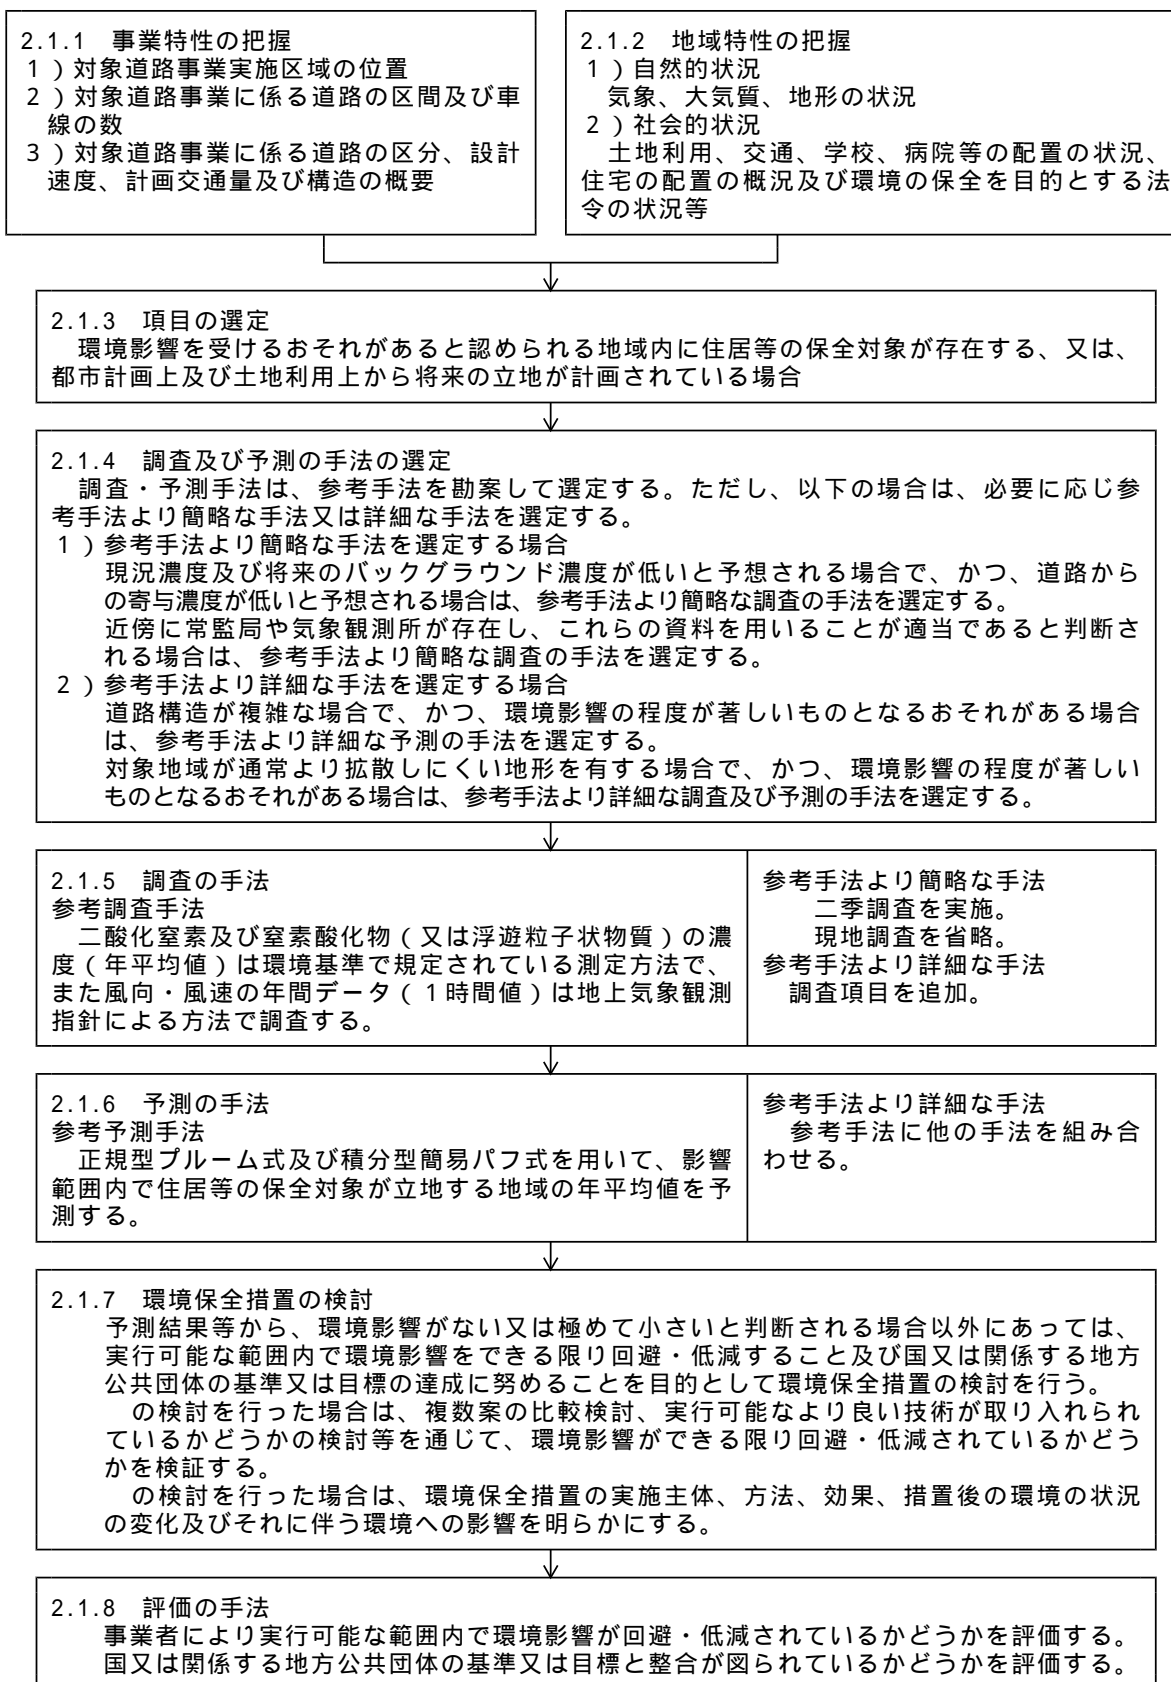 2.1.1　事業特性の把握
1）対象道路事業実施区域の位置
2）対象道路事業に係る道路の区間及び車
線の数
3）対象道路事業に係る道路の区分、設計
速度、計画交通量及び構造の概要
2.1.2　地域特性の把握
1）自然的状況
気象、大気質、地形の状況
2）社会的状況
土地利用、交通、学校、病院等の配置の状況、
住宅の配置の概況及び環境の保全を目的とする法
令の状況等
2.1.3　項目の選定
環境影響を受けるおそれがあると認められる地域内に住居等の保全対象が存在する、又は、
都市計画上及び土地利用上から将来の立地が計画されている場合
2.1.4　調査及び予測の手法の選定
調査・予測手法は、参考手法を勘案して選定する。ただし、以下の場合は、必要に応じ参
考手法より簡略な手法又は詳細な手法を選定する。
1）参考手法より簡略な手法を選定する場合
現況濃度及び将来のバックグラウンド濃度が低いと予想される場合で、かつ、道路から
の寄与濃度が低いと予想される場合は、参考手法より簡略な調査の手法を選定する。
近傍に常監局や気象観測所が存在し、これらの資料を用いることが適当であると判断さ
れる場合は、参考手法より簡略な調査の手法を選定する。
2）参考手法より詳細な手法を選定する場合
道路構造が複雑な場合で、かつ、環境影響の程度が著しいものとなるおそれがある場合
は、参考手法より詳細な予測の手法を選定する。
対象地域が通常より拡散しにくい地形を有する場合で、かつ、環境影響の程度が著しい
ものとなるおそれがある場合は、参考手法より詳細な調査及び予測の手法を選定する。
2.1.5　調査の手法
参考調査手法
二酸化窒素及び窒素酸化物（又は浮遊粒子状物質）の濃
度（年平均値）は環境基準で規定されている測定方法で、
また風向・風速の年間データ（1時間値）は地上気象観測
指針による方法で調査する。
参考手法より簡略な手法
二季調査を実施。
現地調査を省略。
参考手法より詳細な手法
調査項目を追加。
2.1.6　予測の手法
参考予測手法
正規型プルーム式及び積分型簡易パフ式を用いて、影響
範囲内で住居等の保全対象が立地する地域の年平均値を予
測する。
参考手法より詳細な手法
参考手法に他の手法を組み合
わせる。
2.1.7　環境保全措置の検討
予測結果等から、環境影響がない又は極めて小さいと判断される場合以外にあっては、
実行可能な範囲内で環境影響をできる限り回避・低減すること及び国又は関係する地方
公共団体の基準又は目標の達成に努めることを目的として環境保全措置の検討を行う。
の検討を行った場合は、複数案の比較検討、実行可能なより良い技術が取り入れられ
ているかどうかの検討等を通じて、環境影響ができる限り回避・低減されているかどう
かを検証する。
の検討を行った場合は、環境保全措置の実施主体、方法、効果、措置後の環境の状況
の変化及びそれに伴う環境への影響を明らかにする。
2.1.8　評価の手法
事業者により実行可能な範囲内で環境影響が回避・低減されているかどうかを評価する。
国又は関係する地方公共団体の基準又は目標と整合が図られているかどうかを評価する。